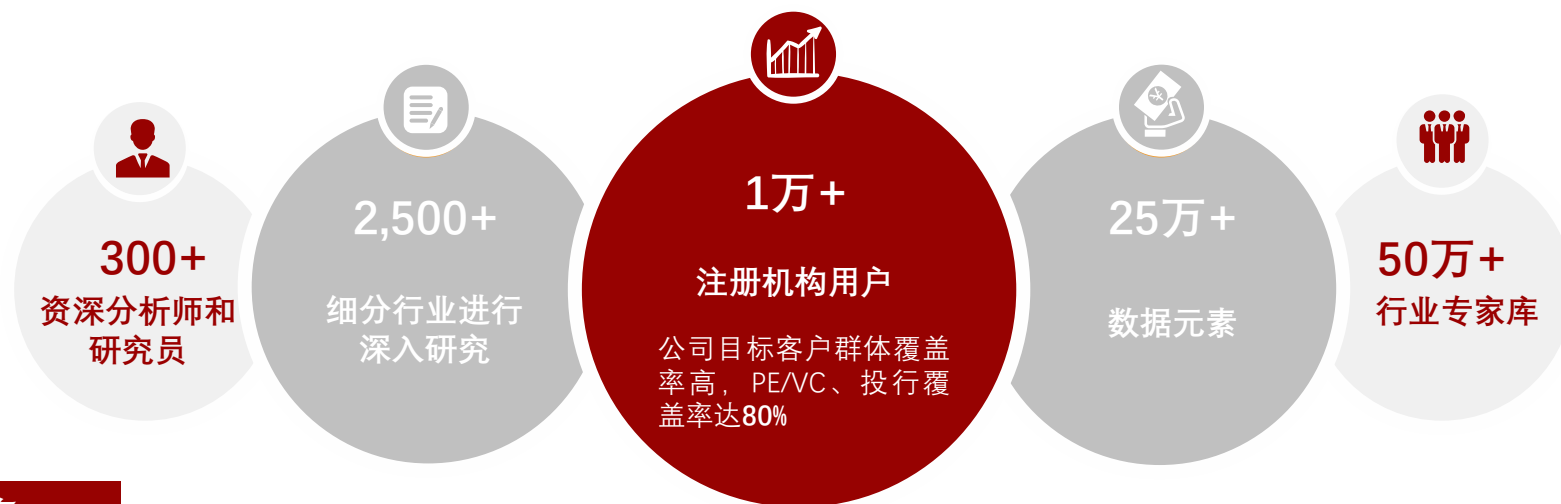 300+
资深分析师和
研究员
2,500+
细分行业进行
深入研究
1万+
注册机构用户
公司目标客户群体覆盖
率高，PE/VC、投行覆
盖率达80%
25万+
数据元素
50万+
行业专家库